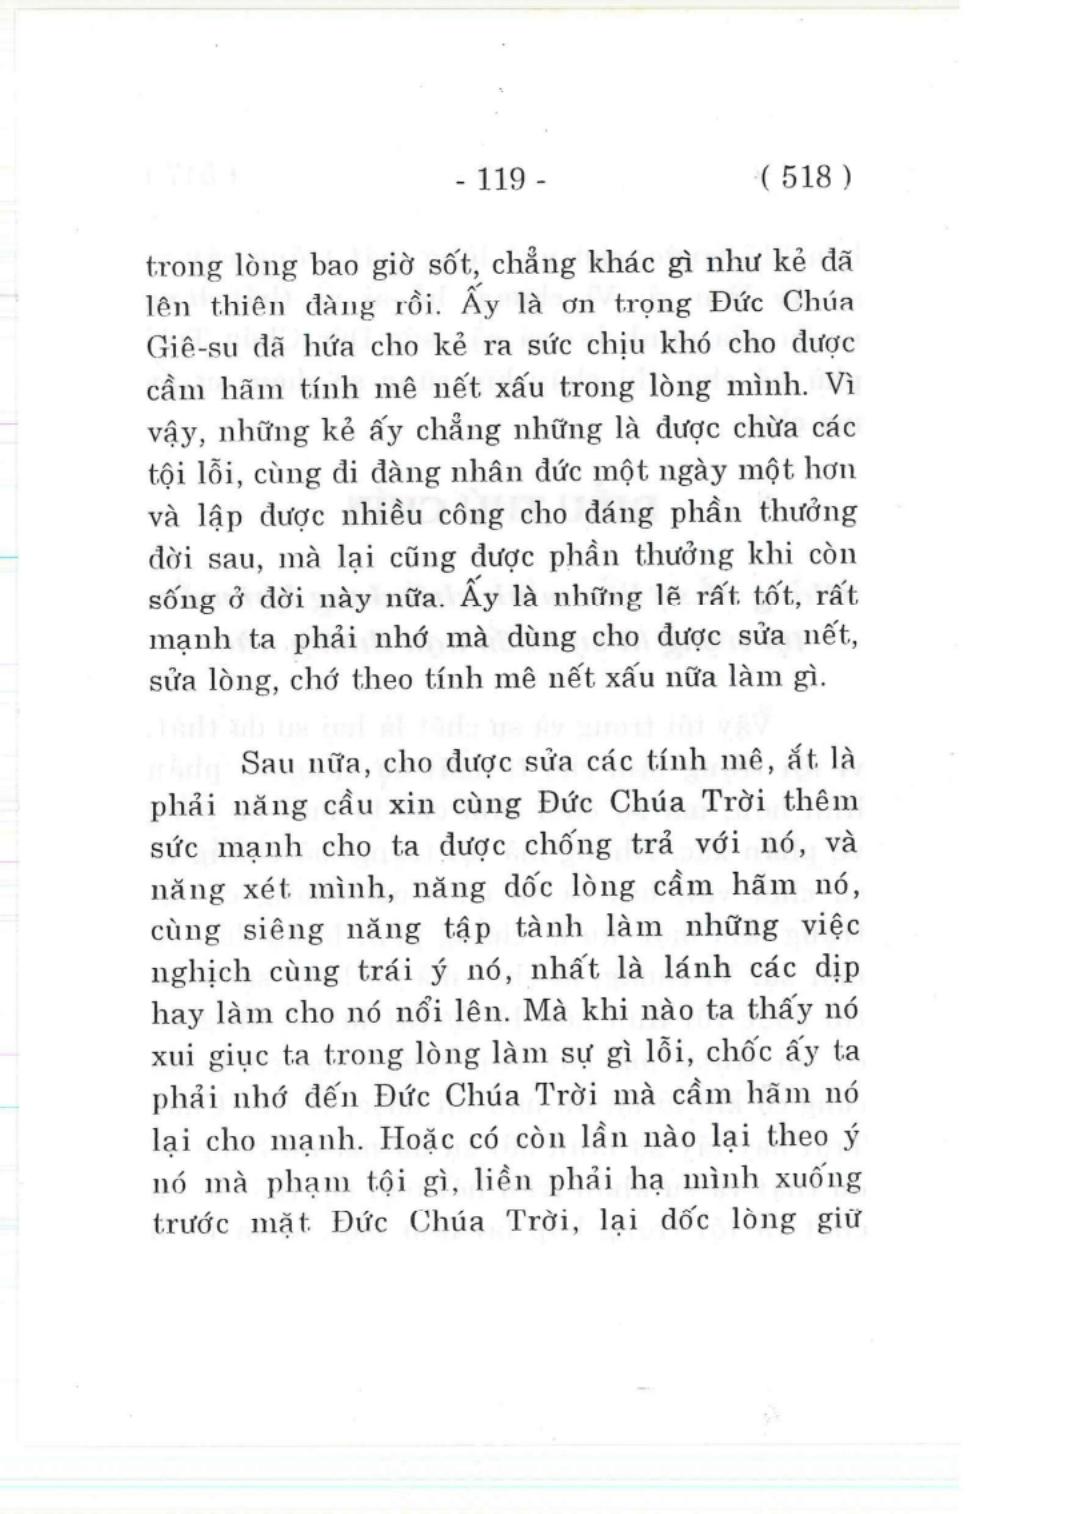 - 119 -
( 518 )
trong lòng bao giờ sốt, chẳng khác gì như kẻ đã
lên thiên đàng rồi. Ấy là ơn trọng Đức Chúa
Giê-su đã hứa cho kẻ ra sức chịu khó cho được
cầm hãm tính mê nết xấu trong lòng mình. Vì
vậy, những kẻ ấy chẳng những là được chừa các
tội lỗi, cùng đi đàng nhân đức một ngày một hơn
và lập được nhiều công cho đáng phần thưởng
đời sau, mà lại cũng được phần thưởng khi còn
sống ở đời này nữa. Ấy là những lẽ rất tốt, rất
mạnh ta phải nhớ mà dùng cho được sửa nết,
sửa lòng, chớ theo tính mê nết xấu nữa làm gì.
Sau nữa, cho được sửa các tính mê, ắt là
phải năng cầu xin cùng Đức Chúa Trời thêm
sức mạnh cho ta được chống trả với nó, và
năng xét mình, năng dốc lòng cầm hãm nó,
cùng siêng năng tập tành làm những việc
nghịch cùng trái ý nó, nhất là lánh các dịp
hay làm cho nó nổi lên. Mà khi nào ta thấy nó
xui giục ta trong lòng làm sự gì lỗi, chốc ấy ta
phải nhớ đến Đức Chúa Trời mà cầm hãm nó
lại cho mạnh. Hoặc có còn lần nào lại theo ý
nó mà phạm tội gì, liền phải hạ mình xuống
trước mặt Đức Chúa Trời, lại dốc lòng giữ